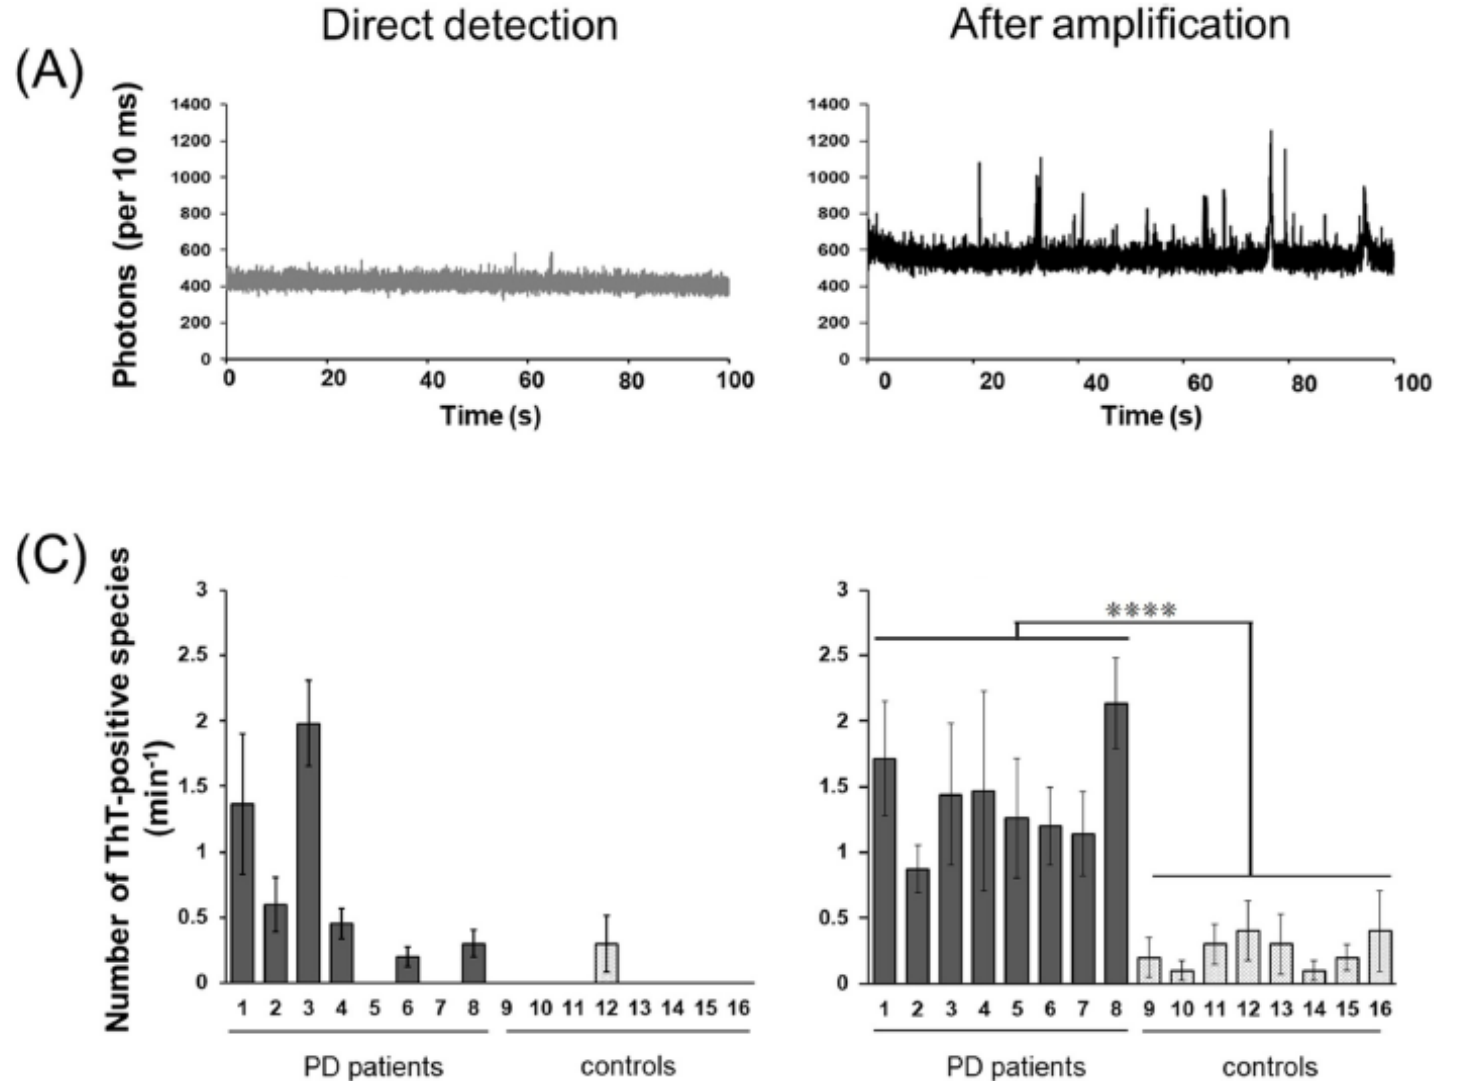 Direct detection
After amplification
(A)
Photons (per 10 ms)
1400
1200
1000
800
600
400
200
0
0 20 40 60 80 100
Time (s)
1400
1200
1000
800
600
400
200
0
0 20 40 60 80 100
Time (s)
(C)
Number of ThT-positive species
(min⁻¹)
3
2.5
2
1.5
1
0.5
0
1 2 3 4 5 6 7 8 9 10 11 12 13 14 15 16
PD patients controls
****
3
2.5
2
1.5
1
0.5
0
1 2 3 4 5 6 7 8 9 10 11 12 13 14 15 16
PD patients controls